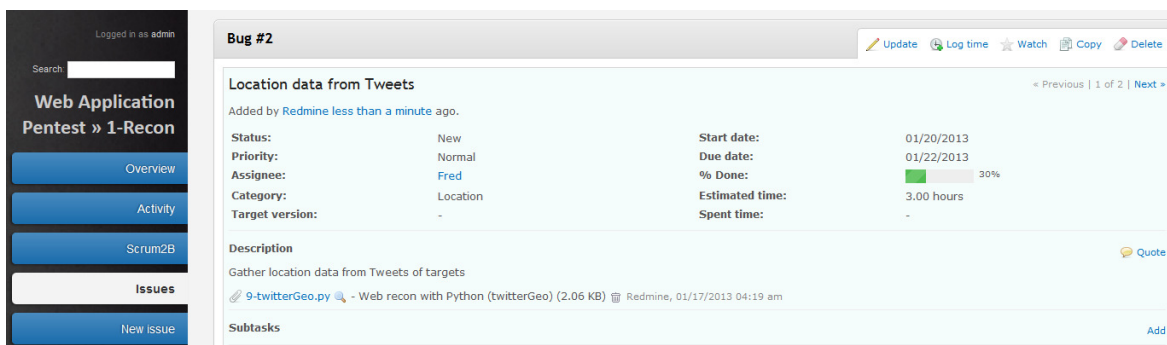 Logged in as admin
Search:
Web Application
Pentest » 1-Recon
Overview
Activity
Scrum2B
Issues
New issue
Bug #2
Update Log time Watch Copy Delete
Location data from Tweets
« Previous | 1 of 2 | Next »
Added by Redmine less than a minute ago.
Status: New Start date: 01/20/2013
Priority: Normal Due date: 01/22/2013
Assignee: Fred % Done: 30%
Category: Location Estimated time: 3.00 hours
Target version: - Spent time: -
Description
Quote
Gather location data from Tweets of targets
9-twitterGeo.py - Web recon with Python (twitterGeo) (2.06 KB) Redmine, 01/17/2013 04:19 am
Subtasks
Add